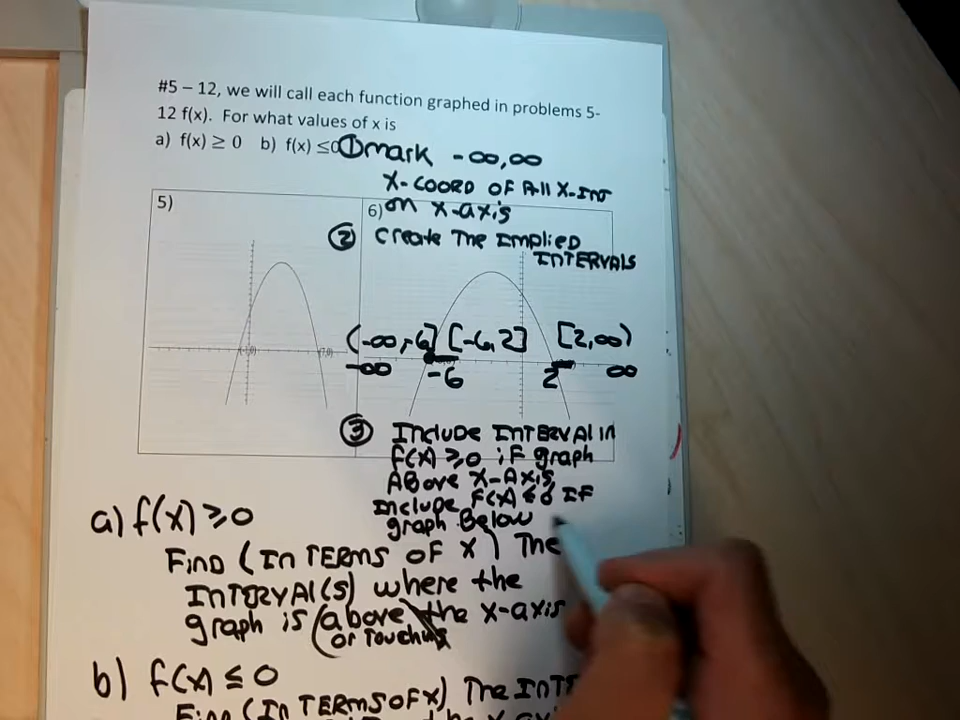 #5 – 12, we will call each function graphed in problems 5-
12 f(x). For what values of x is
a) f(x) ≥ 0 b) f(x) ≤0
① mark -∞,∞
X-COORD OF All X-INT
on x-axis
5)
6)
② Create The Implied
INTERVALS
(-∞,-6] [-6,2] [2,∞)
-∞ -6 2 ∞
(7,0)
③ Include INTERVAl IN
f(x) ≥0 iF graph
Above X-Axis,
Include F(x) ≤ 0 IF
graph Below
a) f(x) ≥0
FIND (IN TERMS OF X) The
INTERVAl(S) where the
graph is (above the x-axis
or Touching
b) f(x) ≤ 0
Find (IN TERMS OF X) The INT